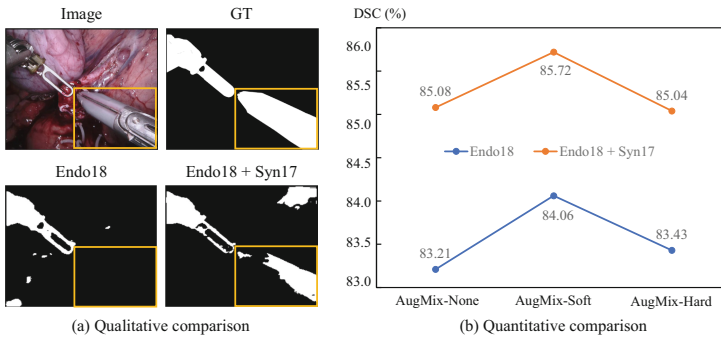 Image
GT
Endo18
Endo18 + Syn17
(a) Qualitative comparison
DSC (%)
86.0
85.5
85.0
84.5
84.0
83.5
83.0
85.08
85.72
85.04
Endo18
Endo18 + Syn17
83.21
84.06
83.43
AugMix-None
AugMix-Soft
AugMix-Hard
(b) Quantitative comparison